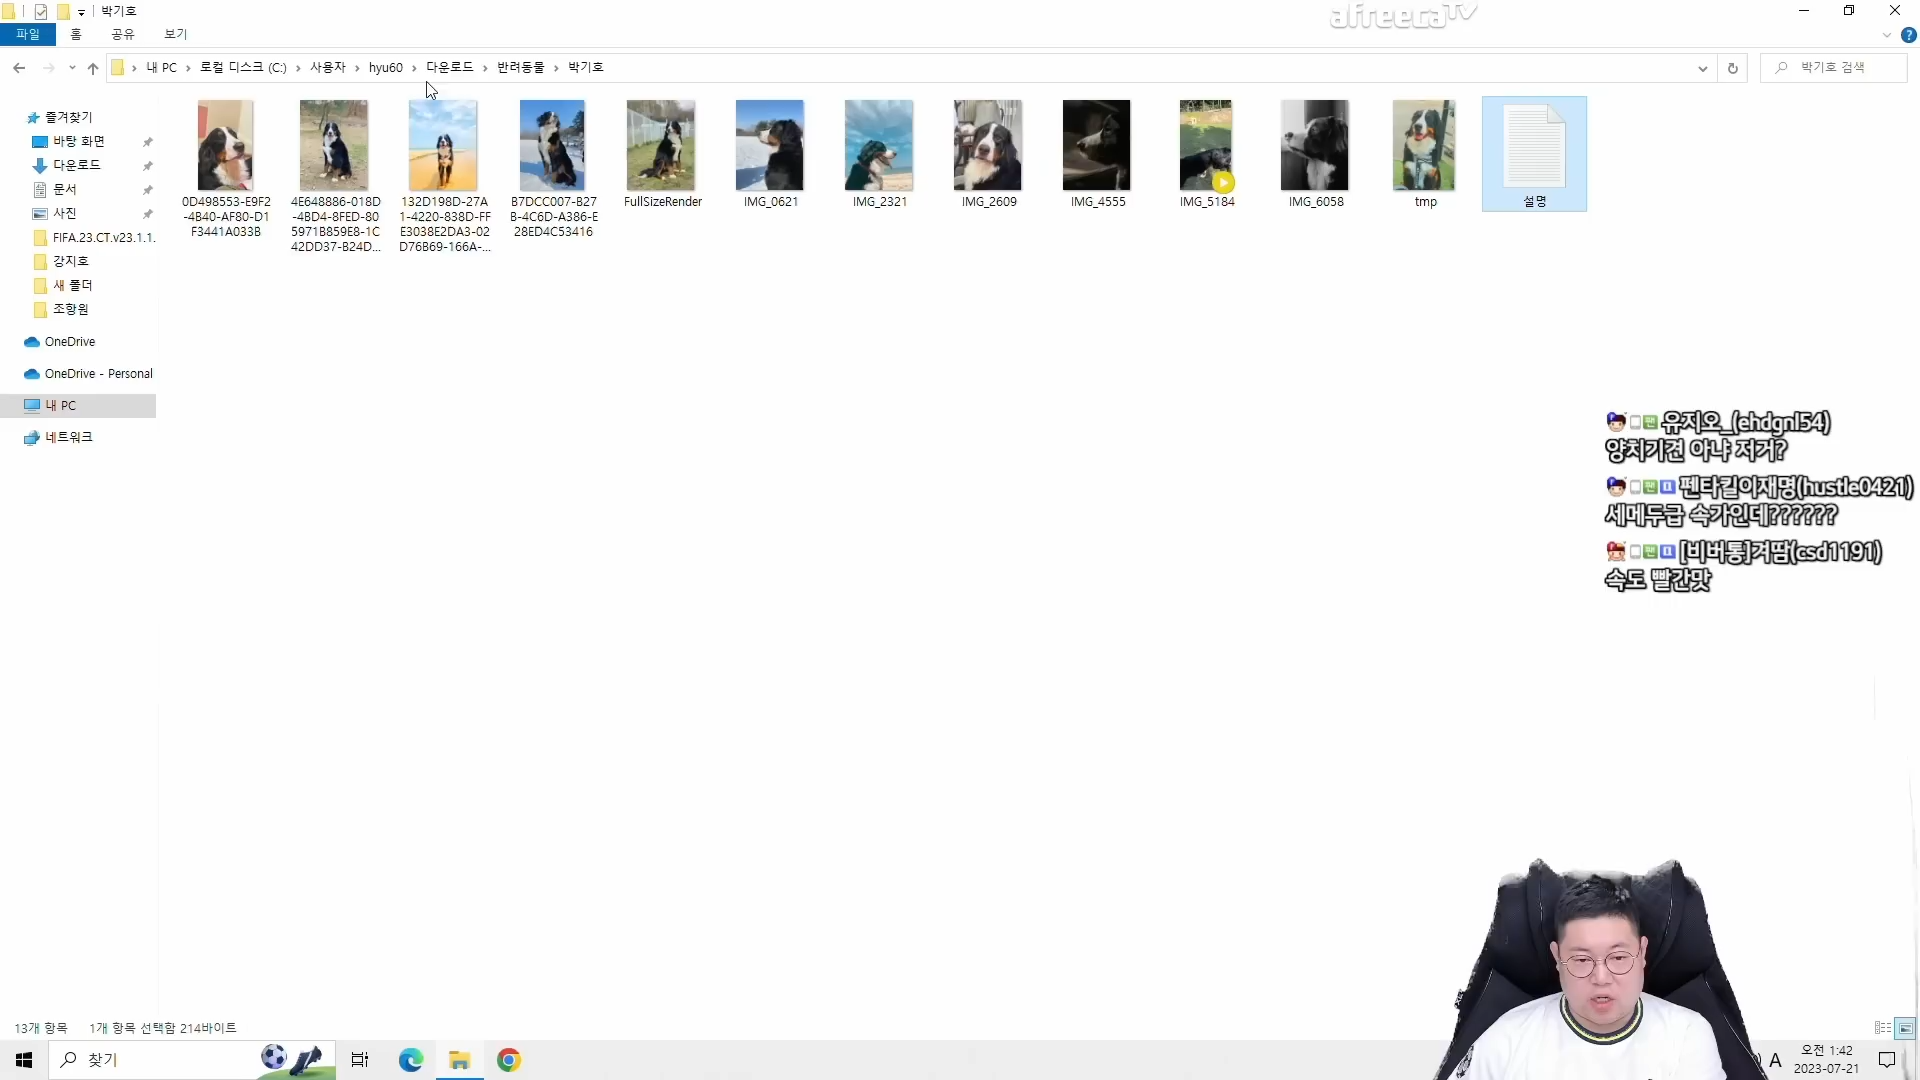 박기호
afreecaTV
파일
홈
공유
보기
내 PC
로컬 디스크 (C:)
사용자
hyu60
다운로드
반려동물
박기호
박기호 검색
즐겨찾기
바탕 화면
다운로드
문서
사진
FIFA.23.CT.v23.1.1.
강지호
새 폴더
조항원
OneDrive
OneDrive - Personal
내 PC
네트워크
0D498553-E9F2
-4B40-AF80-D1
F3441A033B
4E648886-018D
-4BD4-8FED-80
5971B859E8-1C
42DD37-B24D...
132D198D-27A
1-4220-838D-FF
E3038E2DA3-02
D76B69-166A-...
B7DCC007-B27
B-4C6D-A386-E
28ED4C53416
FullSizeRender
IMG_0621
IMG_2321
IMG_2609
IMG_4555
IMG_5184
IMG_6058
tmp
설명
유지오_(ehdgnl54)
양치기견 아냐 저거?
펜타킬이재명(hustle0421)
세메두급 속가인데??????
[비버통]겨땀(csd1191)
속도 빨간맛
13개 항목
1개 항목 선택함 214바이트
찾기
A
오전 1:42
2023-07-21